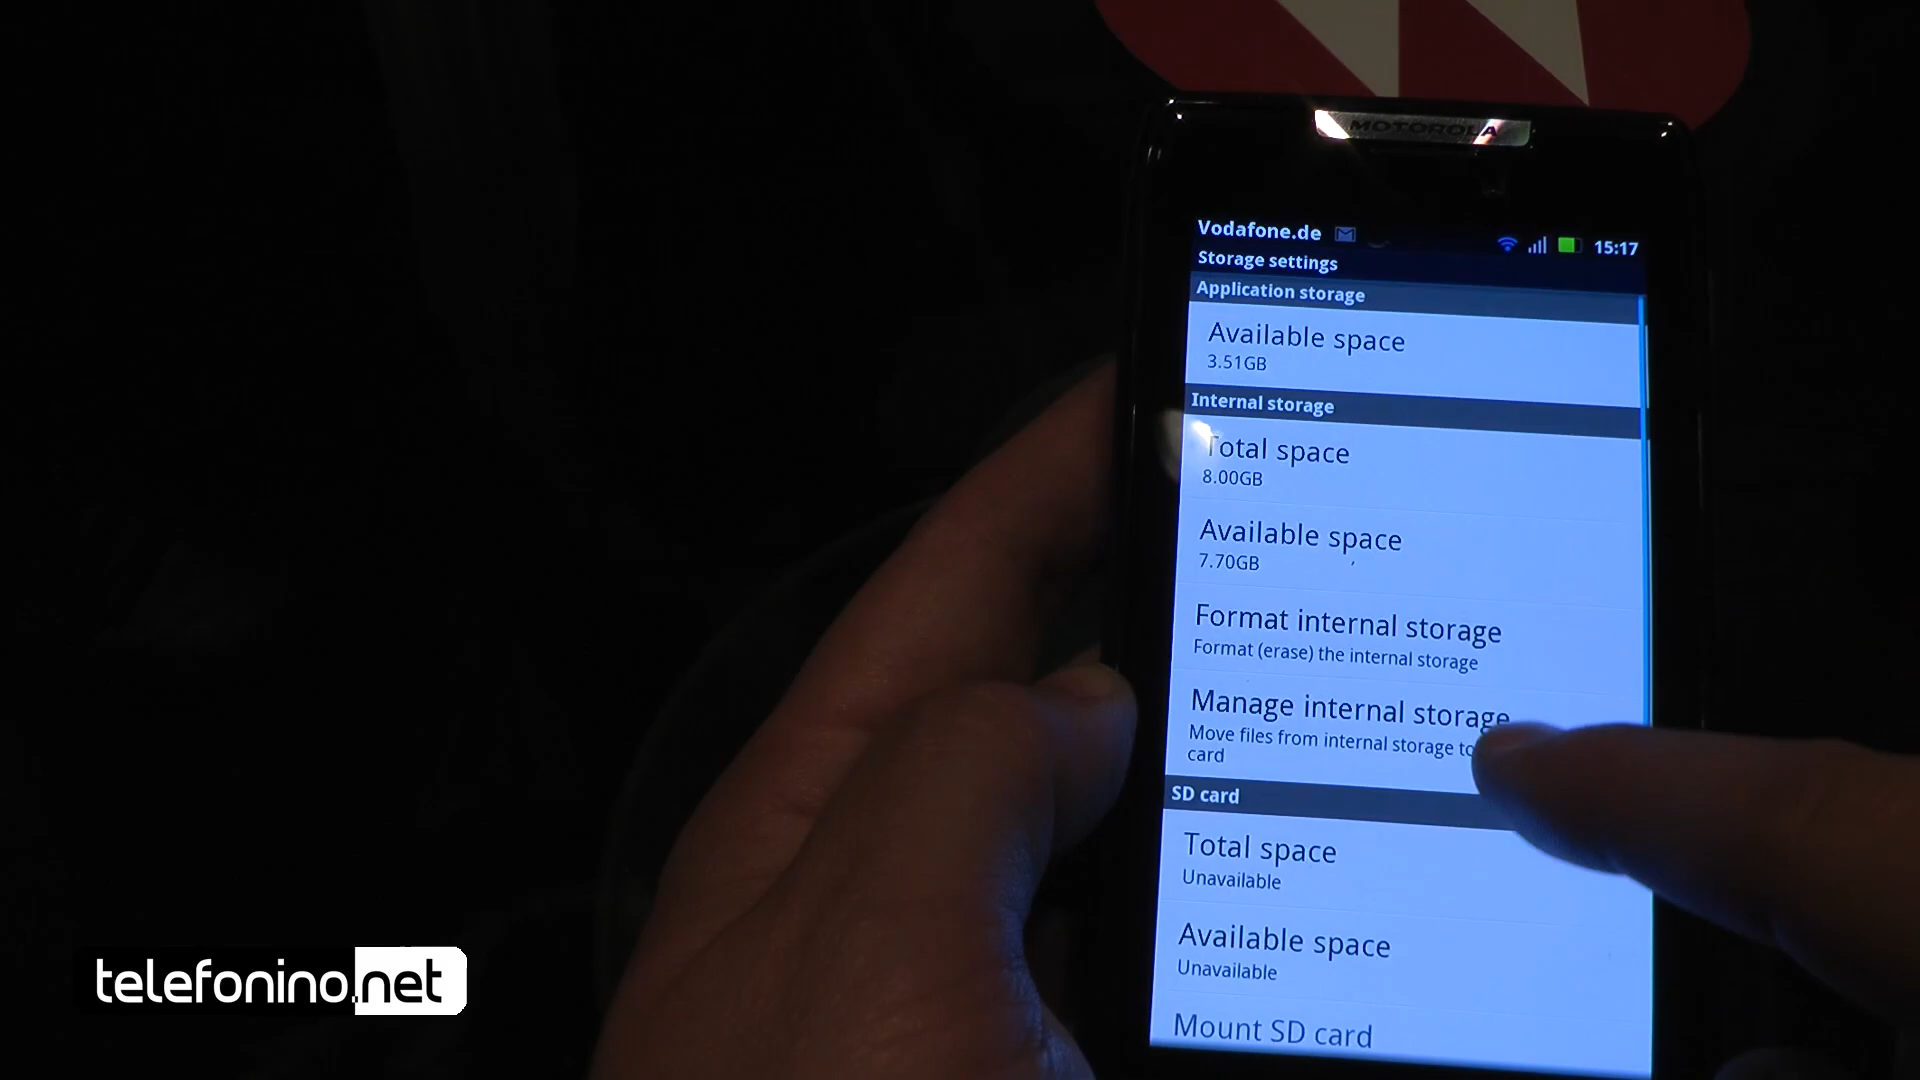 MOTOROLA
Vodafone.de
15:17
Storage settings
Application storage
Available space
3.51GB
Internal storage
Total space
8.00GB
Available space
7.70GB
Format internal storage
Format (erase) the internal storage
Manage internal storage
Move files from internal storage to
card
SD card
Total space
Unavailable
Available space
Unavailable
Mount SD card
telefonino.net